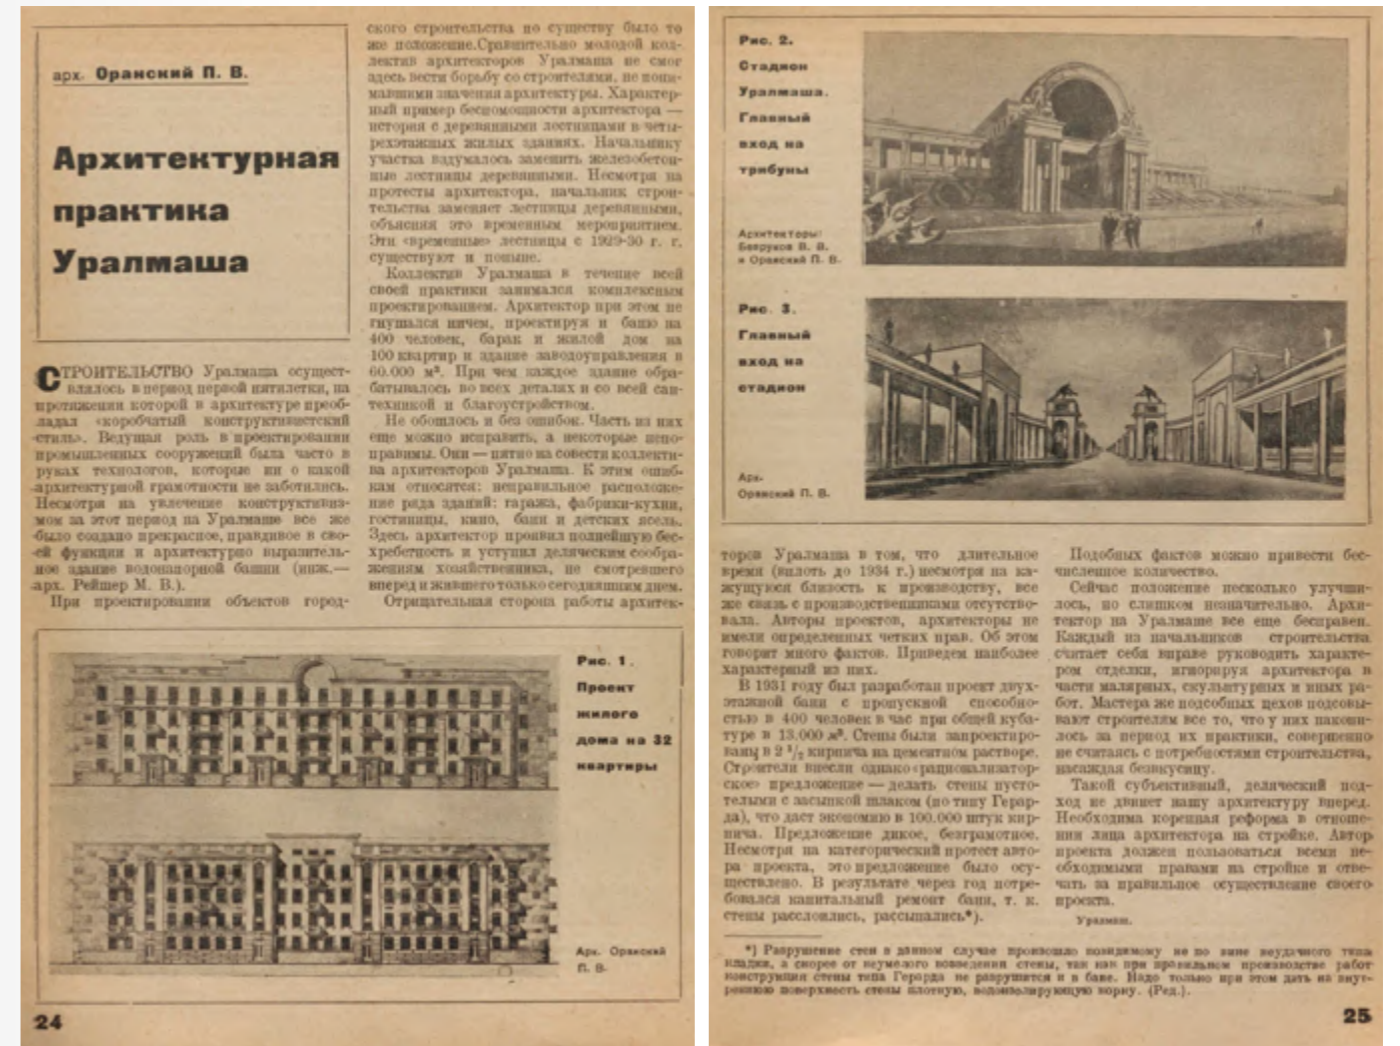 арх. Оранский П. В.
Архитектурная
практика
Уралмаша
СТРОИТЕЛЬСТВО Уралмаша осущест-
влялось в период первой пятилетки, на
протяжении которой в архитектуре преоб-
ладал «коробчатый конструктивистский
стиль». Ведущая роль в проектировании
промышленных сооружений была часто в
руках технологов, которые ни о какой
архитектурной грамотности не заботились.
Несмотря на увлечение конструктивиз-
мом за этот период на Уралмаше все же
было создано прекрасное, правдивое в сво-
ей функции и архитектурно выразитель-
ное здание водонапорной башни (инж.—
арх. Рейшер М. В.).
При проектировании объектов город-
ского строительства по существу было то
же положение. Сравнительно молодой кол-
лектив архитекторов Уралмаша не смог
здесь вести борьбу со строителями, не пони-
мавшими значения архитектуры. Характер-
ный пример беспомощности архитектора —
история с деревянными лестницами в четы-
рехэтажных жилых зданиях. Начальнику
участка вздумалось заменить железобетон-
ные лестницы деревянными. Несмотря на
протесты архитектора, начальник строи-
тельства заменяет лестницы деревянными,
объясняя это временным мероприятием.
Эти «временные» лестницы с 1929-30 г. г.
существуют и поныне.
Коллектив Уралмаша в течение всей
своей практики занимался комплексным
проектированием. Архитектор при этом не
гнушался ничем, проектируя и баню на
400 человек, барак и жилой дом на
100 квартир и здание заводоуправления в
60.000 м³. При чем каждое здание обра-
батывалось во всех деталях и со всей сан-
техникой и благоустройством.
Не обошлось и без ошибок. Часть из них
еще можно исправить, а некоторые непо-
правимы. Они — пятно на совести коллекти-
ва архитекторов Уралмаша. К этим ошиб-
кам относятся: неправильное расположе-
ние ряда зданий: гаража, фабрики-кухни,
гостиницы, кино, бани и детских яслей.
Здесь архитектор проявил полнейшую бес-
хребетность и уступил деляческим сообра-
жениям хозяйственника, не смотревшего
вперед и жившего только сегодняшним днем.
Отрицательная сторона работы архитек-
Рис. 1.
Проект
жилого
дома на 32
квартиры
Арх. Оранский
П. В.
24
Рис. 2.
Стадион
Уралмаша.
Главный
вход на
трибуны
Архитекторы:
Безруков В. В.
и Оранский П. В.
Рис. 3.
Главный
вход на
стадион
Арх.
Оранский П. В.
торов Уралмаша в том, что длительное
время (вплоть до 1934 г.) несмотря на ка-
жущуюся близость к производству, все
же связь с производственниками отсутство-
вала. Авторы проектов, архитекторы не
имели определенных четких прав. Об этом
говорит много фактов. Приведем наиболее
характерный из них.
В 1931 году был разработан проект двух-
этажной бани с пропускной способно-
стью в 400 человек в час при общей куба-
туре в 13.000 м³. Стены были запроектиро-
ваны в 2 ½ кирпича на цементном растворе.
Строители внесли однако «рационализатор-
ское» предложение — делать стены пусто-
телыми с засыпкой шлаком (по типу Герар-
да), что даст экономию в 100.000 штук кир-
пича. Предложение дикое, безграмотное.
Несмотря на категорический протест авто-
ра проекта, это предложение было осу-
ществлено. В результате через год потре-
бовался капитальный ремонт бани, т. к.
стены расслоились, рассыпались*).
Подобных фактов можно привести бес-
численное количество.
Сейчас положение несколько улучши-
лось, но слишком незначительно. Архи-
тектор на Уралмаше все еще бесправен.
Каждый из начальников строительства
считает себя вправе руководить характе-
ром отделки, игнорируя архитектора в
части малярных, скульптурных и иных ра-
бот. Мастера же подсобных цехов подсовы-
вают строителям все то, что у них накопи-
лось за период их практики, совершенно
не считаясь с потребностями строительства,
насаждая безвкусицу.
Такой субъективный, деляческий под-
ход не двинет нашу архитектуру вперед.
Необходима коренная реформа в отноше-
нии лица архитектора на стройке. Автор
проекта должен пользоваться всеми не-
обходимыми правами на стройке и отве-
чать за правильное осуществление своего
проекта.
Уралмаш.
*) Разрушение стен в данном случае произошло повидимому не по вине неудачного типа
кладки, а скорее от неумелого возведения стены, так как при правильном производстве работ
конструкция стены типа Герарда не разрушится и в бане. Надо только при этом дать на внут-
реннюю поверхность стены плотную, водоизолирующую корку. (Ред.).
25